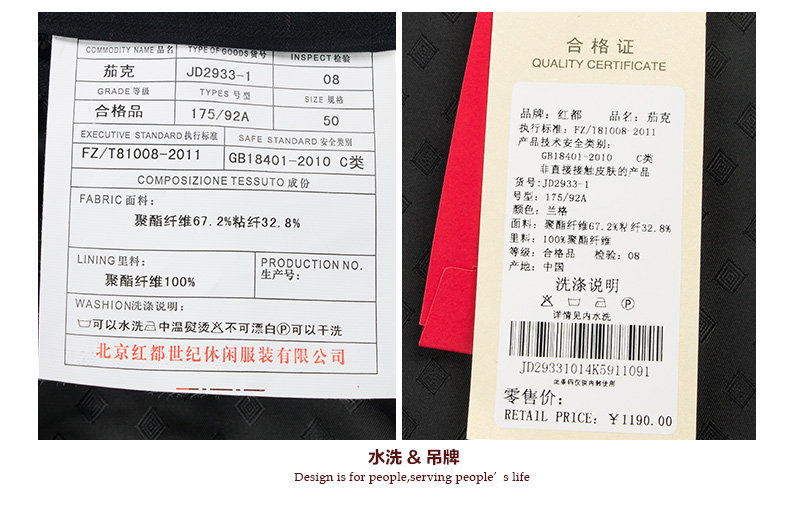 COMMODITY NAME 品名 TYPE OF GOODS 货号 INSPECT 检验
茄克 JD2933-1 08
GRADE 等级 TYPES 号型 SIZE 规格
合格品 175/92A 50
EXECUTIVE STANDARD 执行标准 SAFE STANDARD 安全类别
FZ/T81008-2011 GB18401-2010 C类
COMPOSIZIONE TESSUTO 成份
FABRIC 面料:
聚酯纤维67.2%粘纤32.8%
LINING 里料: PRODUCTION NO.
聚酯纤维100% 生产号:
WASHION 洗涤说明:
可以水洗 中温熨烫 不可漂白 可以干洗
北京红都世纪休闲服装有限公司
合格证
QUALITY CERTIFICATE
品牌: 红都 品名: 茄克
执行标准: FZ/T81008-2011
产品技术安全类别:
GB18401-2010 C类
非直接接触皮肤的产品
货号:JD2933-1
号型:175/92A
颜色: 兰格
面料: 聚酯纤维67.2%粘纤32.8%
里料: 100%聚酯纤维
等级: 合格品 检验: 08
产地: 中国
洗涤说明
详情见内水洗
JD29331014K5911091
此条码仅供内制使用
零售价:
RETAIL PRICE: ¥1190.00
水洗 & 吊牌
Design is for people,serving people's life